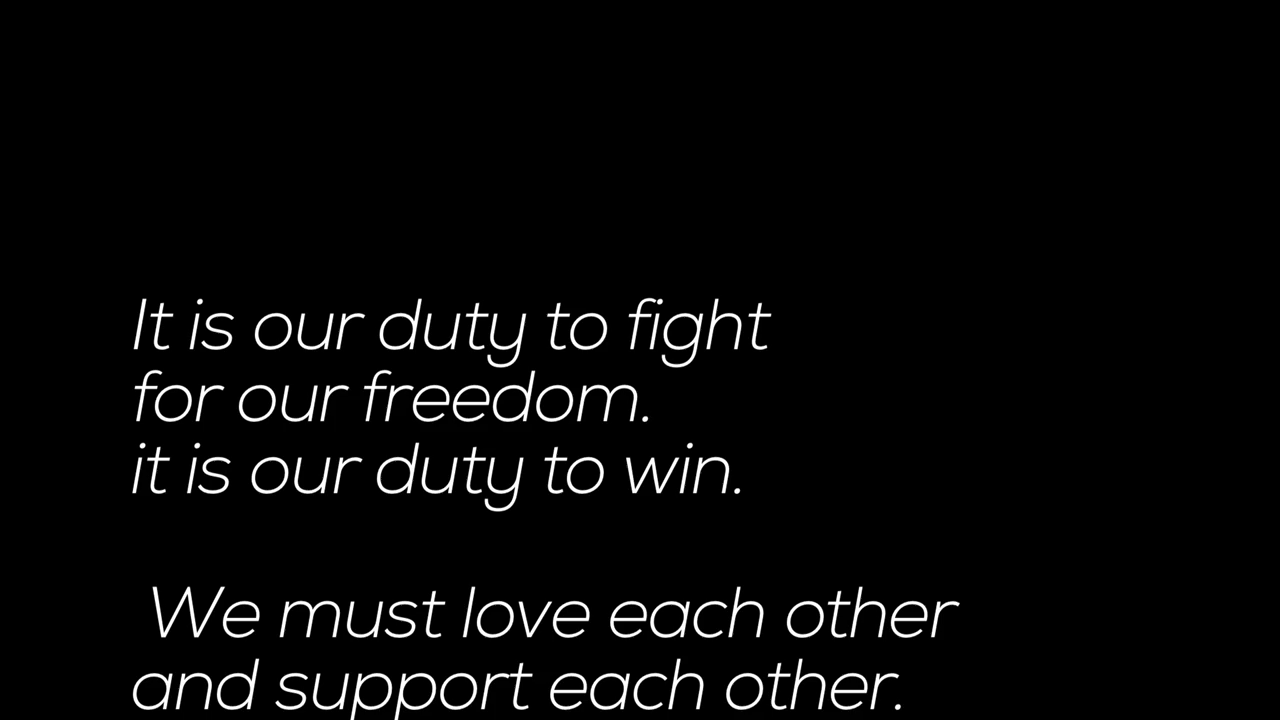 It is our duty to fight
for our freedom.
it is our duty to win.
We must love each other
and support each other.